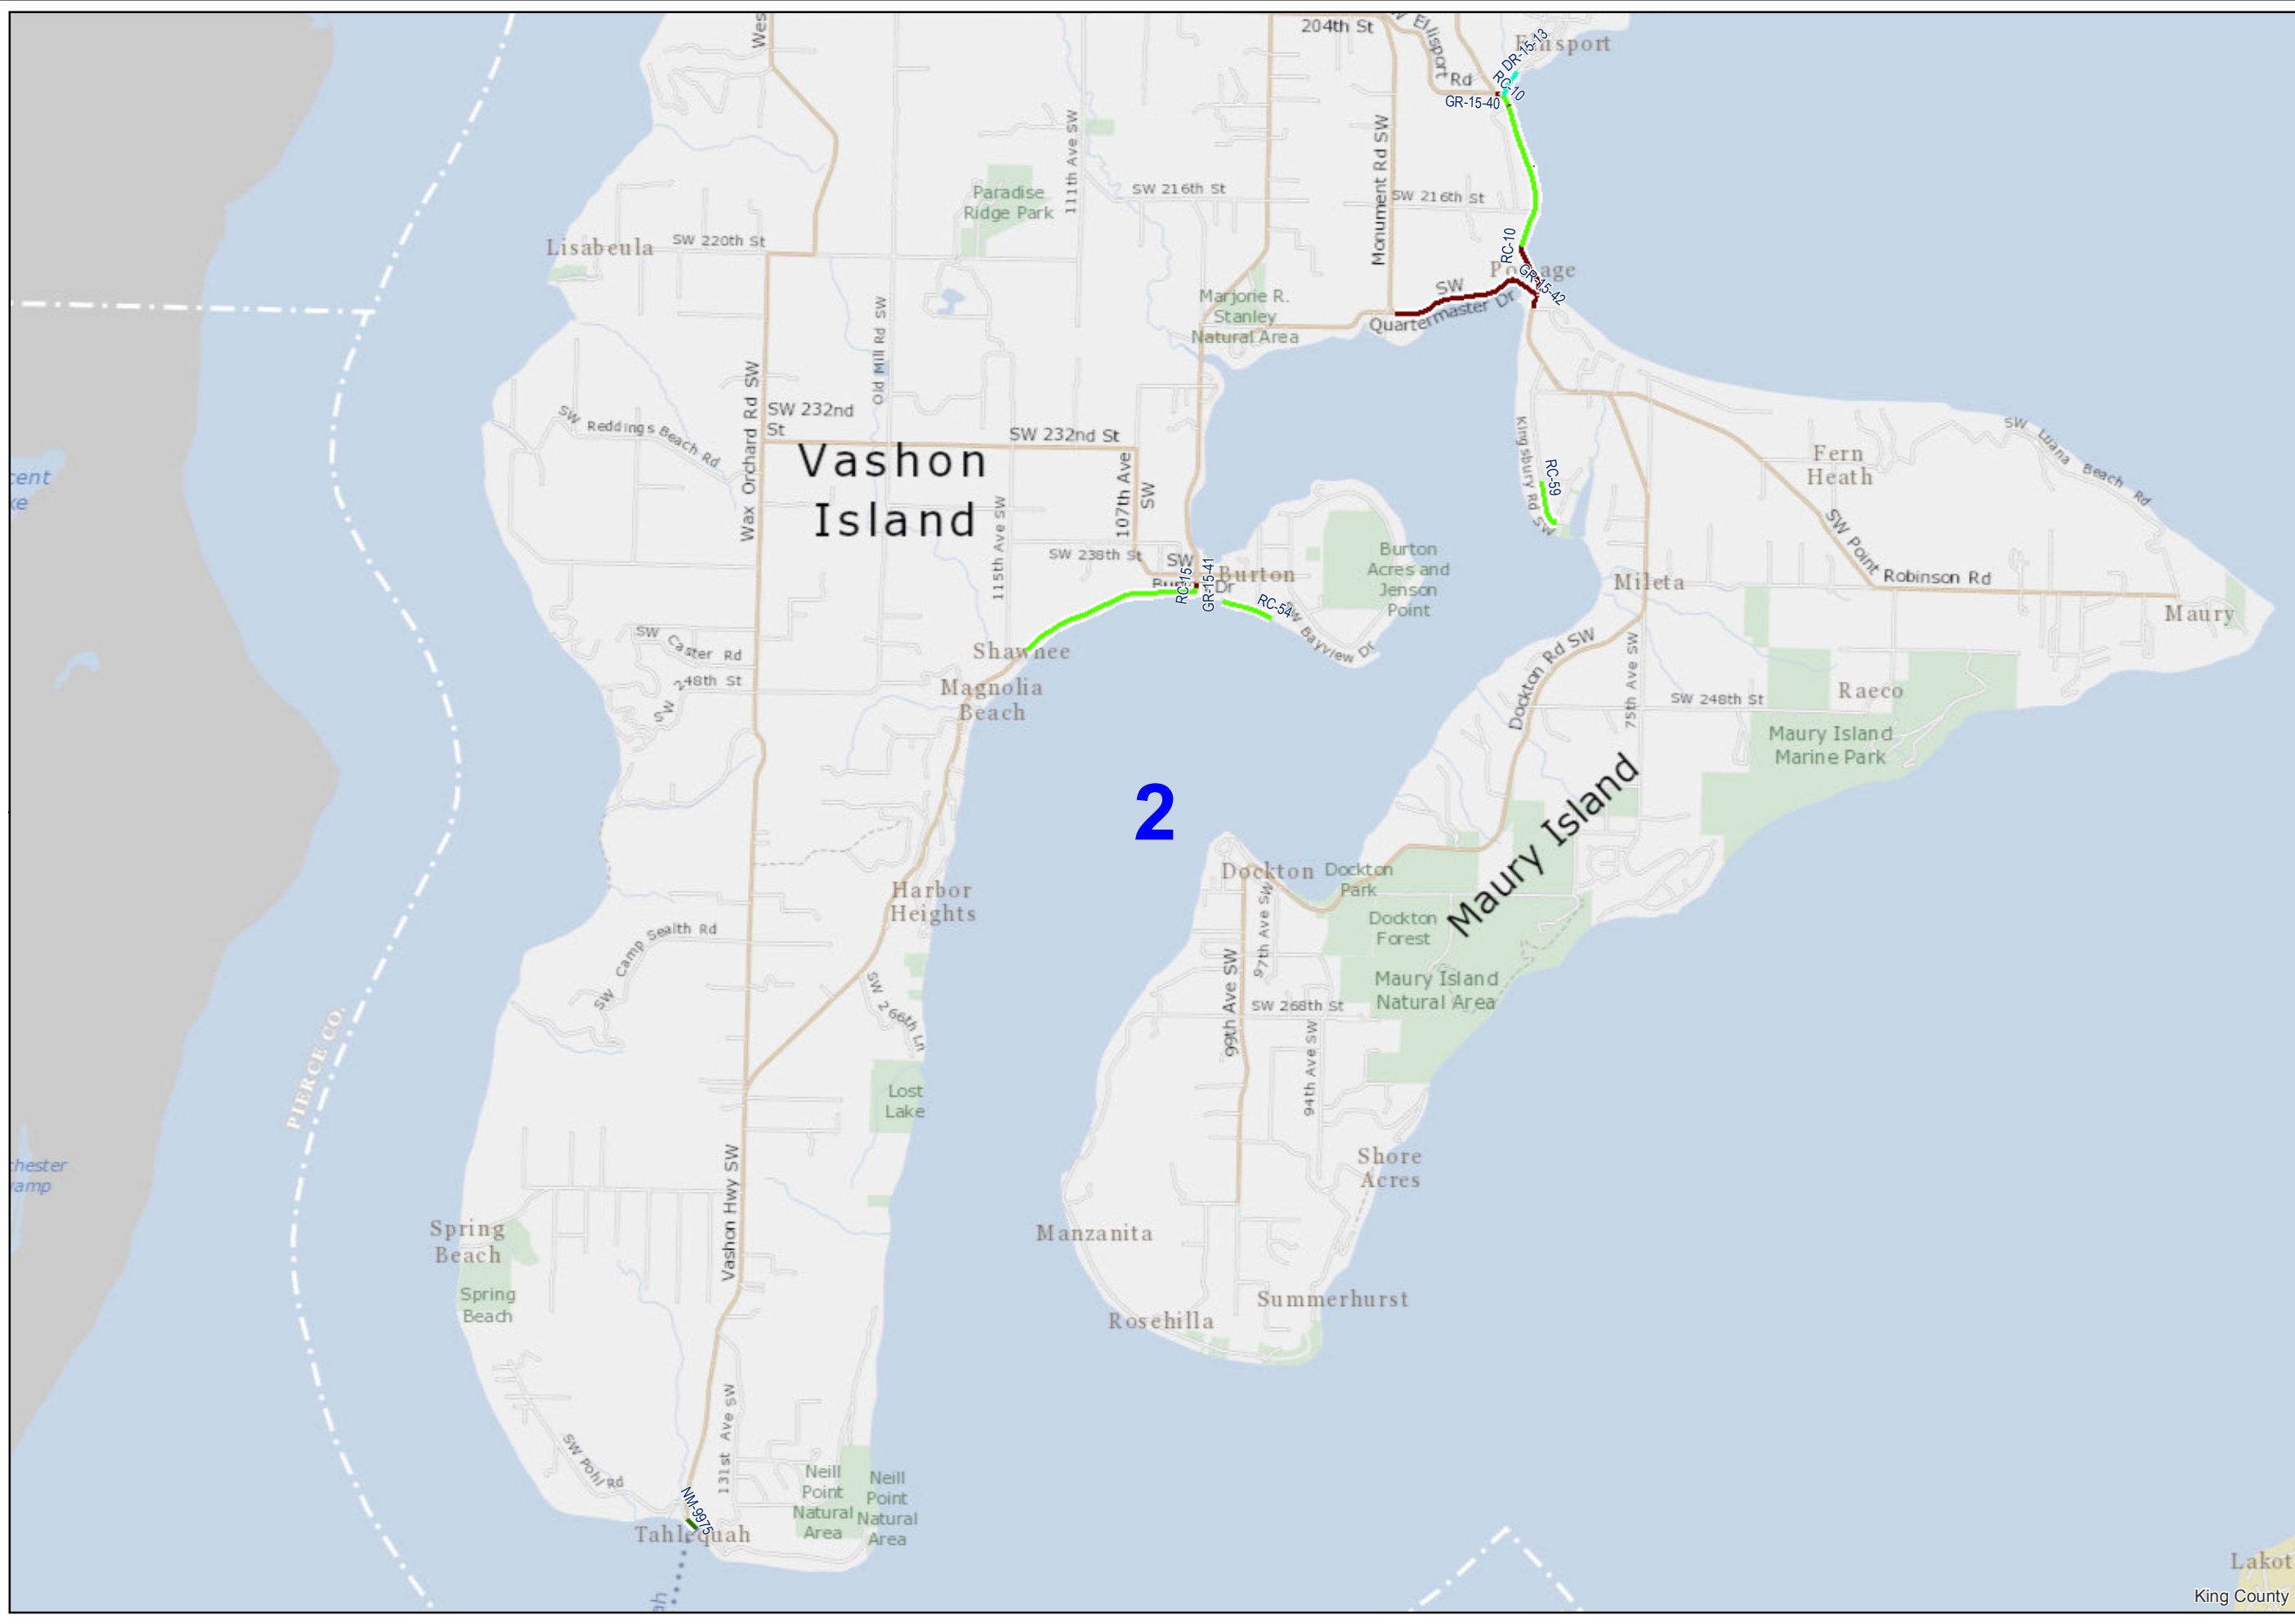 204th St
SW Ellisport
Rd
Ellisport
DR-15-13
RC-10
GR-15-40
Monument Rd SW
111th Ave SW
SW 216th St
SW 216th St
Paradise
Ridge Park
Lisabeula
SW 220th St
RC-10
Portage
GR-15-42
SW
Quartermaster Dr
Marjorie R.
Stanley
Natural Area
Old Mill Rd SW
Wax Orchard Rd SW
SW 232nd
St
SW 232nd St
SW Reddings Beach Rd
Vashon
Island
107th Ave
SW
115th Ave SW
SW 238th St
SW
Burton Dr
RC-15
GR-15-41
Burton
RC-54
SW Bayview Dr
Burton
Acres and
Jenson
Point
Kingsbury Rd SW
RC-59
Fern
Heath
SW Luana Beach Rd
SW Point
Robinson Rd
Mileta
Maury
Shawnee
Magnolia
Beach
SW Caster Rd
SW 248th St
Dockton Rd SW
75th Ave SW
SW 248th St
Raeco
Maury Island
Marine Park
2
Maury Island
Harbor
Heights
Dockton
Dockton
Park
Dockton
Forest
97th Ave SW
99th Ave SW
Maury Island
Natural Area
SW 268th St
94th Ave SW
SW Camp Sealth Rd
SW 266th Ln
PIERCE CO.
Lost
Lake
Vashon Hwy SW
Shore
Acres
Spring
Beach
Spring
Beach
Manzanita
Summerhurst
Rosehilla
131st Ave SW
SW Pohl Rd
Neill
Point
Natural
Area
Neill
Point
Natural
Area
NM-9975
Tahlequah
King County